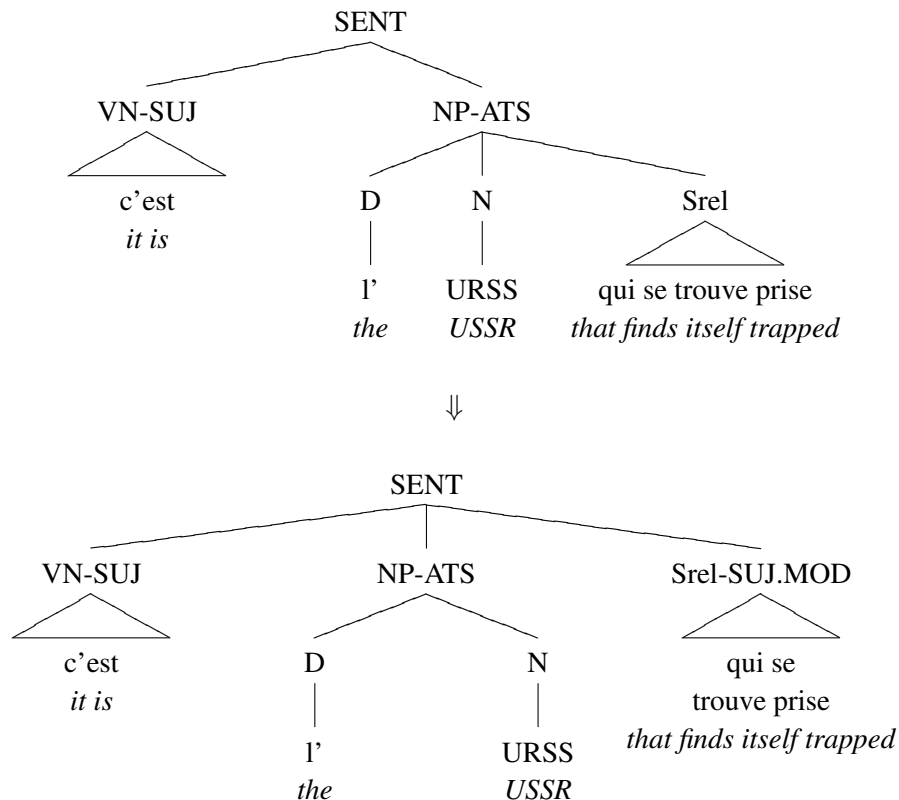 SENT
VN-SUJ NP-ATS
c'est D N Srel
it is
l' URSS qui se trouve prise
the USSR that finds itself trapped
⇓
SENT
VN-SUJ NP-ATS Srel-SUJ.MOD
c'est D N qui se
it is trouve prise
l' URSS that finds itself trapped
the USSR